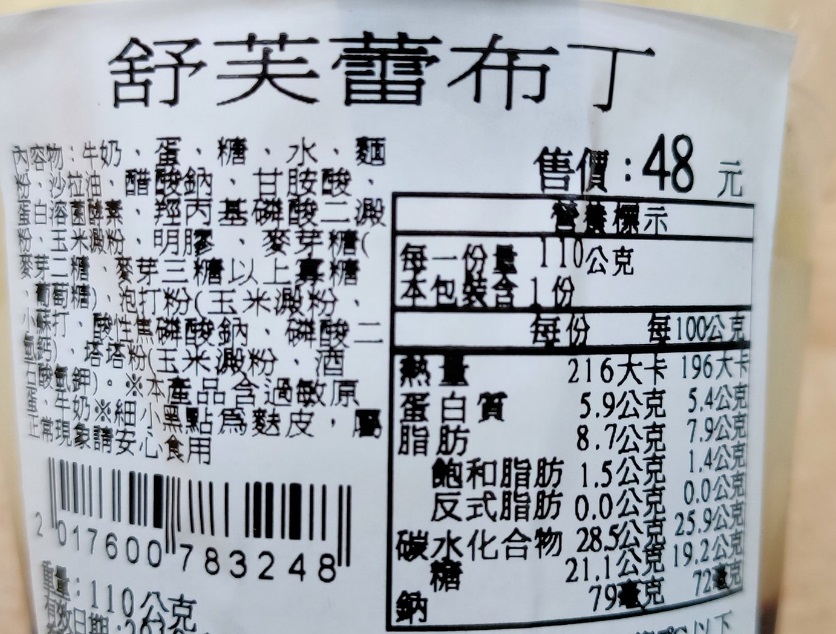 舒芙蕾布丁
內容物:牛奶、蛋、糖、水、麵
粉、沙拉油、醋酸鈉、甘胺酸、
蛋白溶菌酵素、羥丙基磷酸二澱
粉、玉米澱粉、明膠、麥芽糖(
麥芽二糖、麥芽三糖以上寡糖
、葡萄糖)、泡打粉(玉米澱粉、
小蘇打、酸性焦磷酸鈉、磷酸二
氫鈣)、塔塔粉(玉米澱粉、酒
石酸氫鉀)。※本產品含過敏原
蛋、牛奶※細小黑點為麩皮,屬
正常現象請安心食用
2 017600 783248
重量:110公克
有效日期:
售價:48 元
營養標示
每一份量 110公克
本包裝含 1份
每份 每100公克
熱量 216大卡 196大卡
蛋白質 5.9公克 5.4公克
脂肪 8.7公克 7.9公克
飽和脂肪 1.5公克 1.4公克
反式脂肪 0.0公克 0.0公克
碳水化合物 28.5公克 25.9公克
糖 21.1公克 19.2公克
鈉 79毫克 72毫克
以下